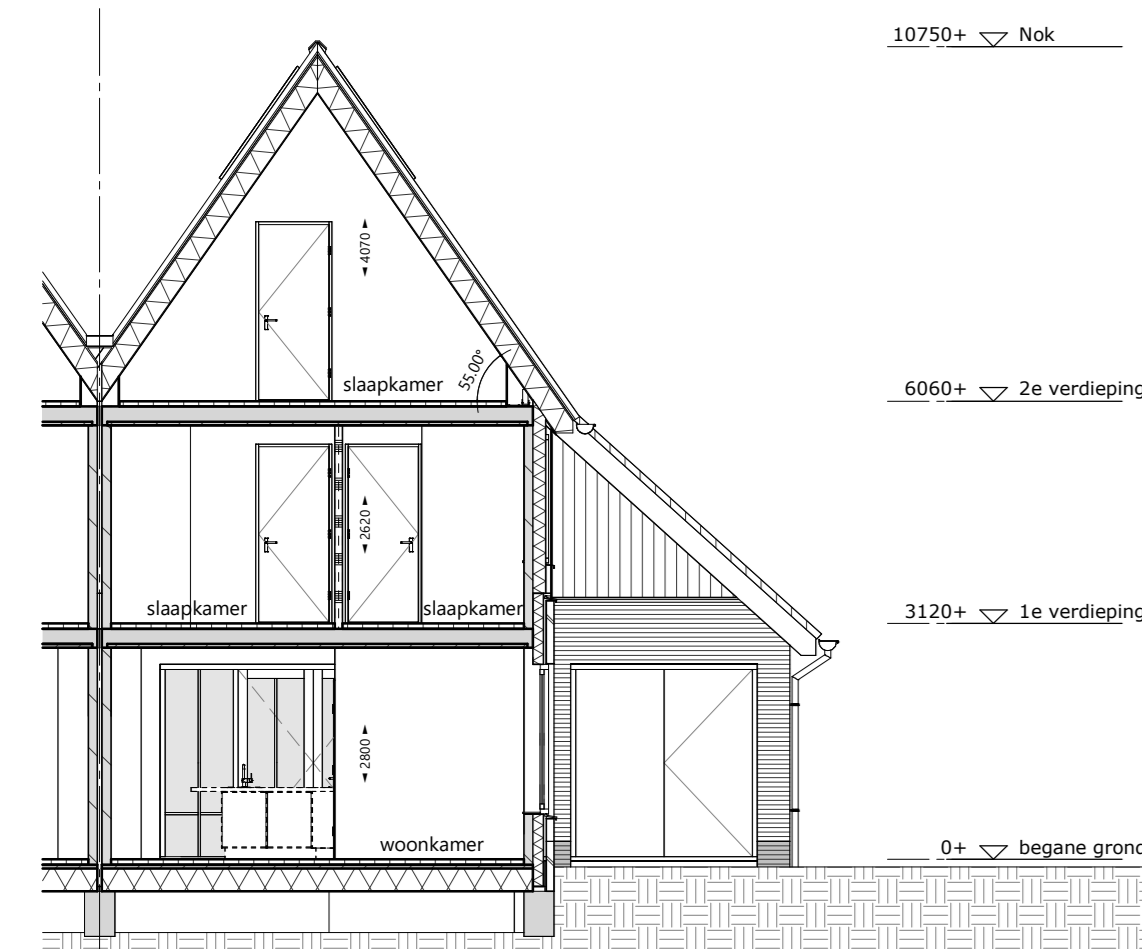 10750+ Nok
4070
55.00°
slaapkamer
6060+ 2e verdieping
2620
slaapkamer slaapkamer
3120+ 1e verdieping
2800
woonkamer
0+ begane grond